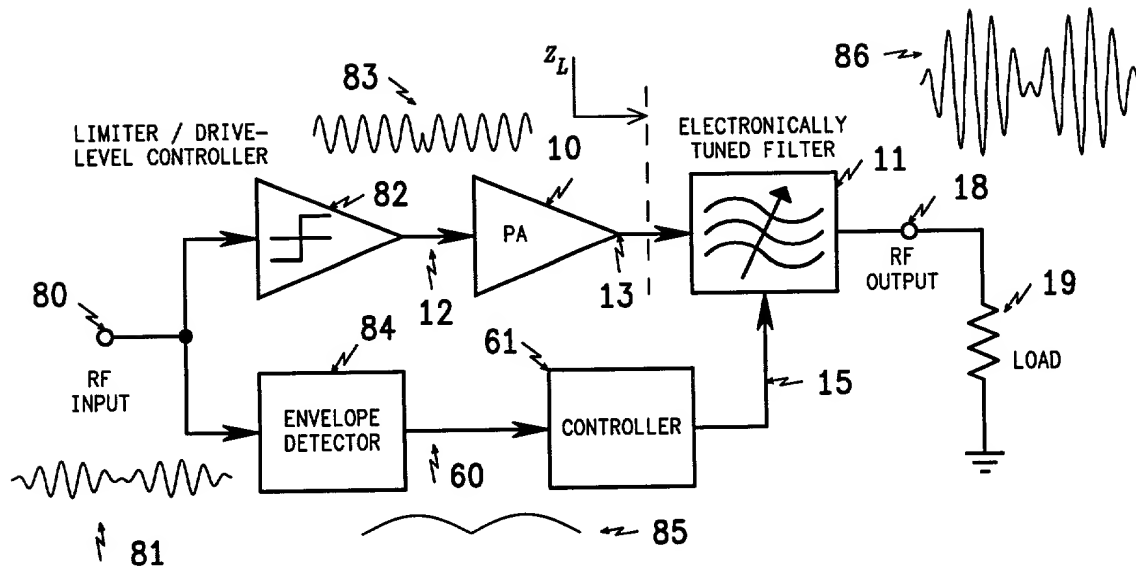 86
Z_L
83
LIMITER / DRIVE-
LEVEL CONTROLLER
10
ELECTRONICALLY
TUNED FILTER
11
82
18
PA
80
12
13
RF
OUTPUT
19
84
61
RF
INPUT
15
LOAD
ENVELOPE
DETECTOR
CONTROLLER
60
85
81